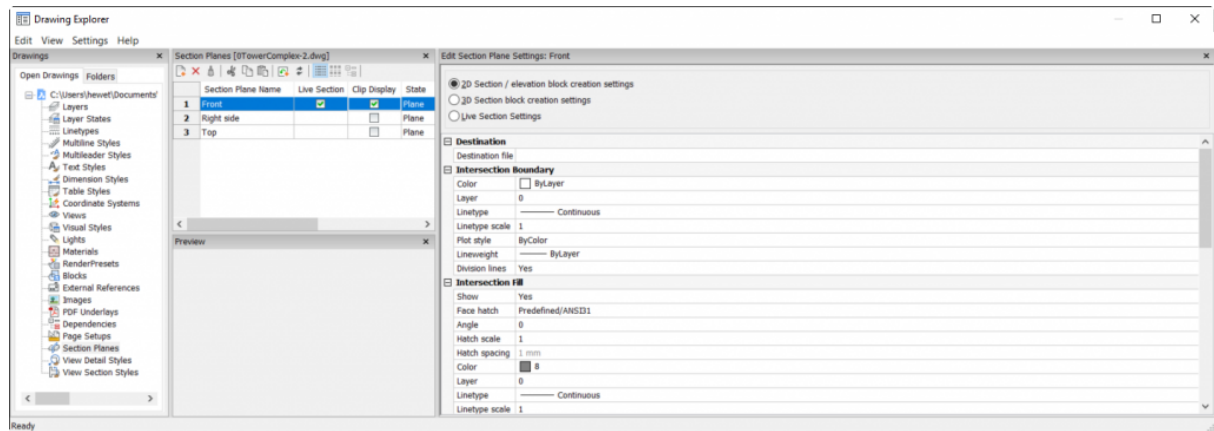 Drawing Explorer
Edit View Settings Help
Drawings
Open Drawings Folders
C:\Users\hewet\Documents'
Layers
Layer States
Linetypes
Multiline Styles
Multileader Styles
Text Styles
Dimension Styles
Table Styles
Coordinate Systems
Views
Visual Styles
Lights
Materials
RenderPresets
Blocks
External References
Images
PDF Underlays
Dependencies
Page Setups
Section Planes
View Detail Styles
View Section Styles
Section Planes [0TowerComplex-2.dwg]
Section Plane Name Live Section Clip Display State
1 Front Plane
2 Right side Plane
3 Top Plane
Preview
Edit Section Plane Settings: Front
2D Section / elevation block creation settings
3D Section block creation settings
Live Section Settings
Destination
Destination file
Intersection Boundary
Color ByLayer
Layer 0
Linetype Continuous
Linetype scale 1
Plot style ByColor
Lineweight ByLayer
Division lines Yes
Intersection Fill
Show Yes
Face hatch Predefined/ANSI31
Angle 0
Hatch scale 1
Hatch spacing 1 mm
Color 8
Layer 0
Linetype Continuous
Linetype scale 1
Ready